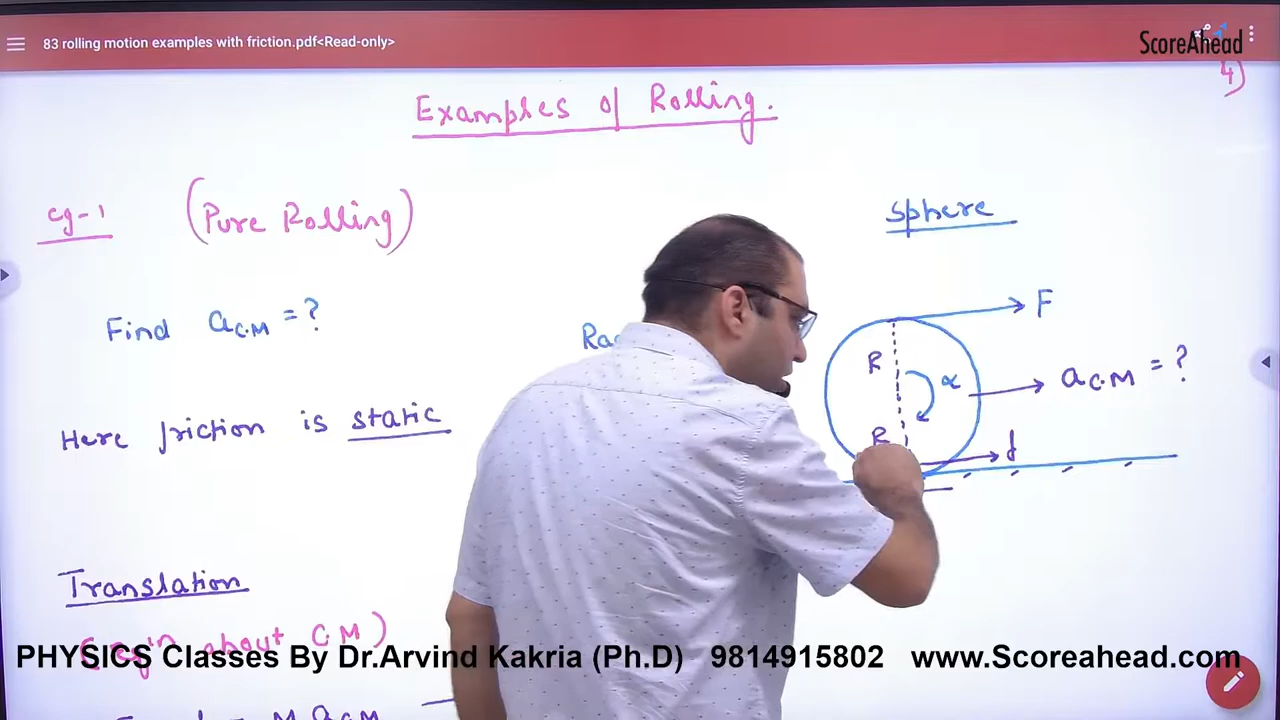 83 rolling motion examples with friction.pdf<Read-only>
ScoreAhead
4)
Examples of Rolling.
eg-1 (Pure Rolling)
Sphere
F
Find aC.M = ?
R
α
aC.M = ?
Here friction is static
R
f
Translation
about C.M)
PHYSICS Classes By Dr.Arvind Kakria (Ph.D) 9814915802 www.Scoreahead.com
M aCM